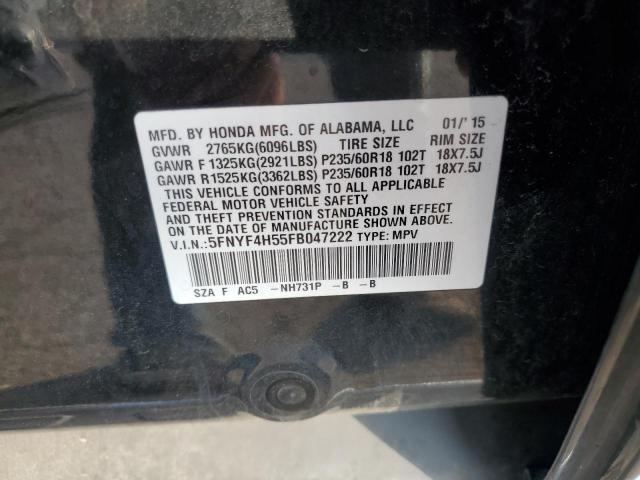 MFD. BY HONDA MFG. OF ALABAMA, LLC 01/'15
GVWR 2765KG(6096LBS) TIRE SIZE RIM SIZE
GAWR F 1325KG(2921LBS) P235/60R18 102T 18X7.5J
GAWR R1525KG(3362LBS) P235/60R18 102T 18X7.5J
THIS VEHICLE CONFORMS TO ALL APPLICABLE
FEDERAL MOTOR VEHICLE SAFETY
AND THEFT PREVENTION STANDARDS IN EFFECT
ON THE DATE OF MANUFACTURE SHOWN ABOVE.
V.I.N.:5FNYF4H55FB047222 TYPE: MPV
SZA F AC5 -NH731P -B -B